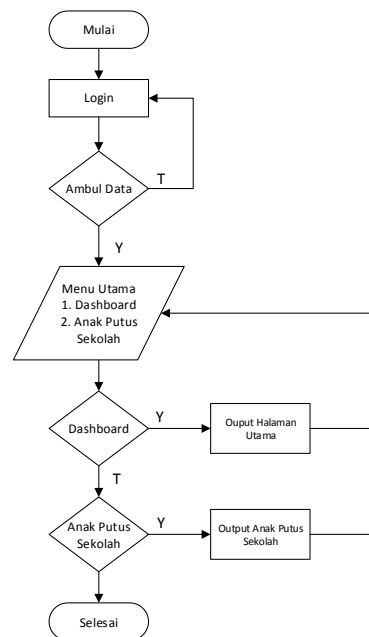 Mulai
Login
Ambul Data
T
Y
Menu Utama
1. Dashboard
2. Anak Putus
Sekolah
Dashboard
Y
Ouput Halaman
Utama
T
Anak Putus
Sekolah
Y
Output Anak Putus
Sekolah
Selesai